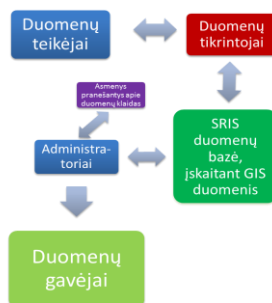 Duomenų
teikėjai
Duomenų
tikrintojai
Asmenys
pranešantys apie
duomenų klaidas
Administra-
toriai
SRIS
duomenų
bazė,
įskaitant GIS
duomenis
Duomenų
gavėjai